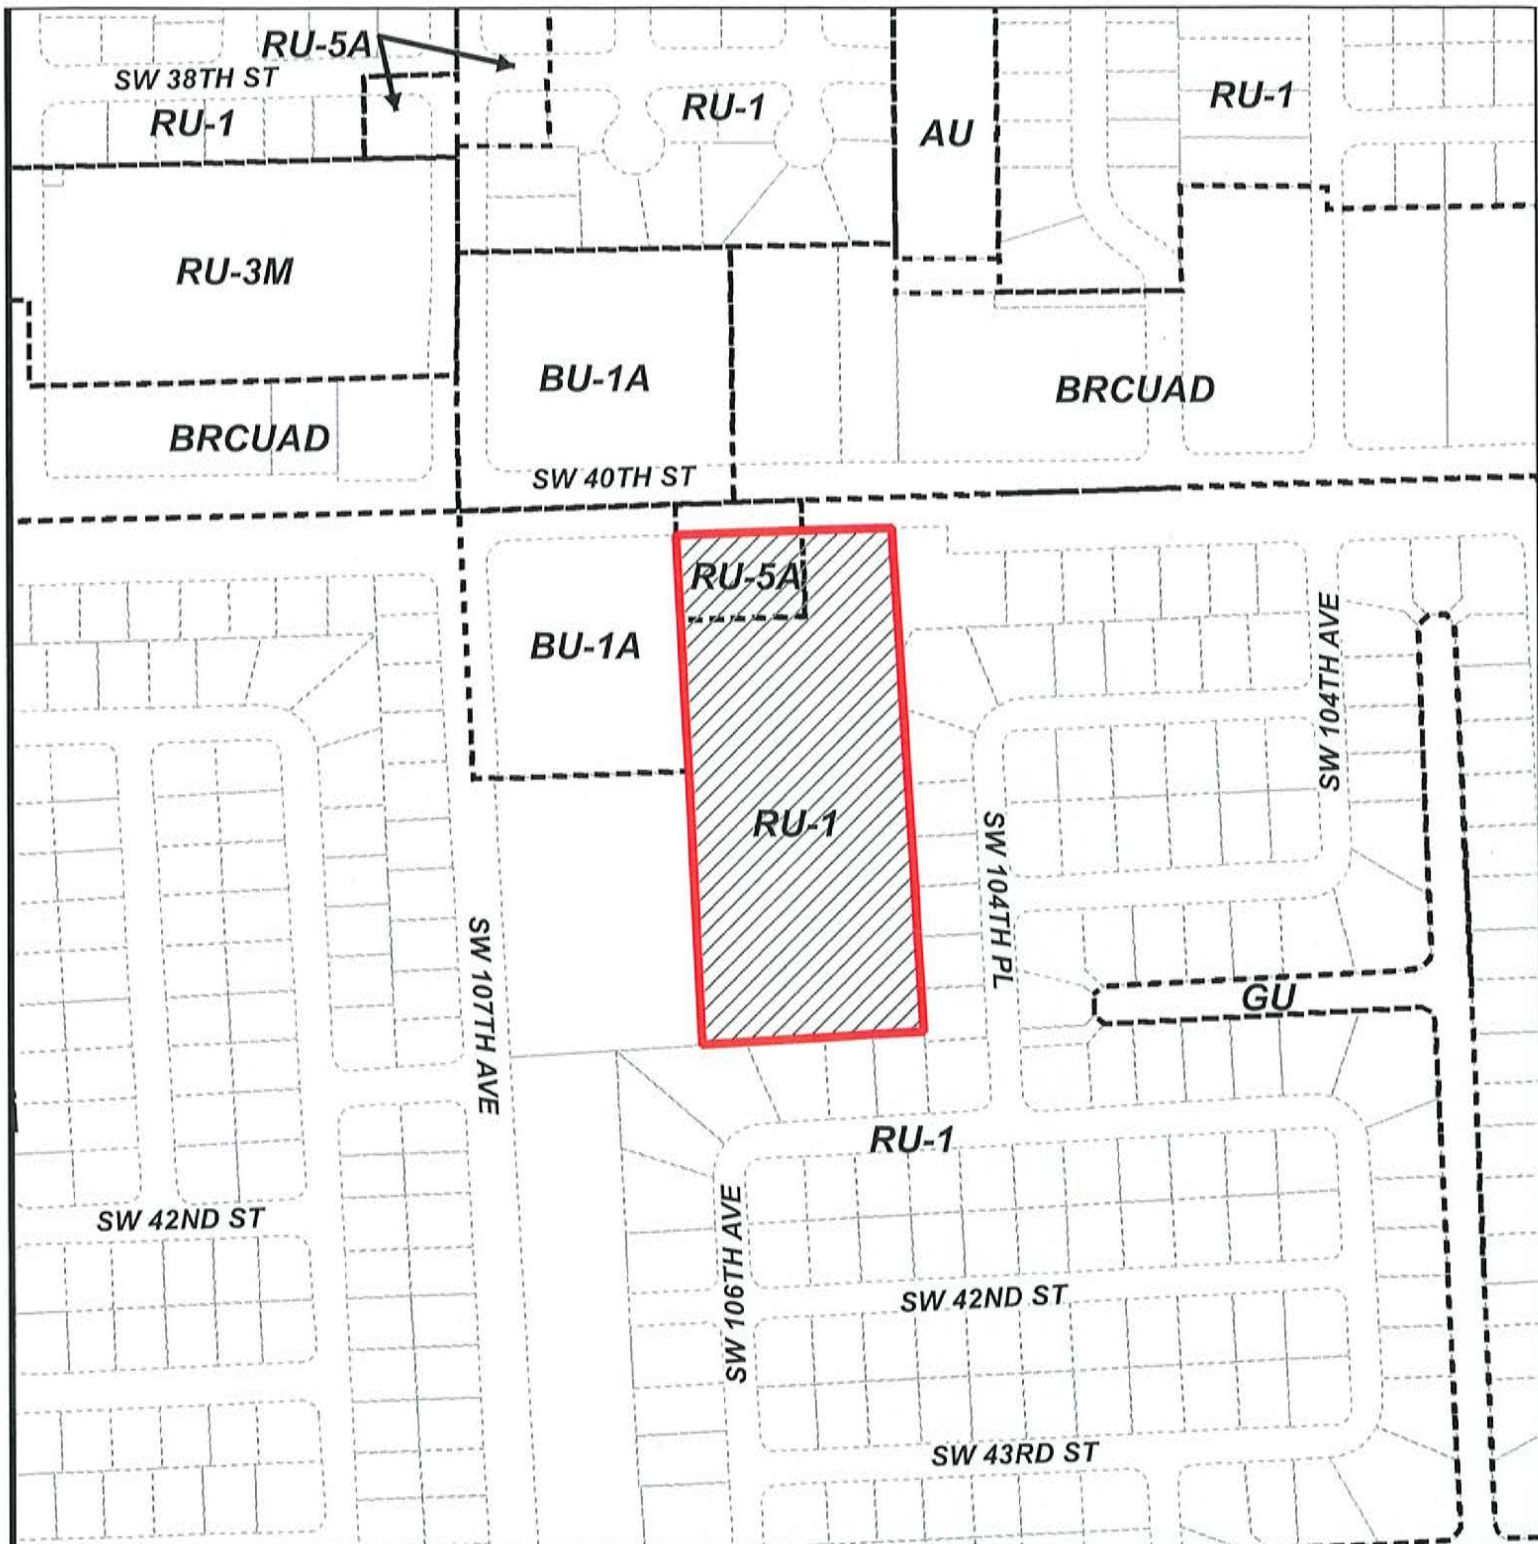 RU-5A
SW 38TH ST
RU-1
RU-1
RU-1
AU
RU-3M
BU-1A
BRCUAD
BRCUAD
SW 40TH ST
RU-5A
BU-1A
SW 104TH AVE
RU-1
SW 104TH PL
SW 107TH AVE
GU
RU-1
SW 42ND ST
SW 106TH AVE
SW 42ND ST
SW 43RD ST